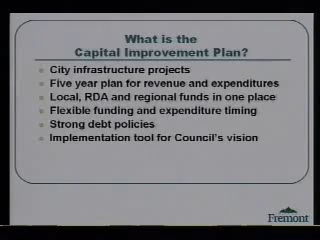 What is the
Capital Improvement Plan?
City infrastructure projects
Five year plan for revenue and expenditures
Local, RDA and regional funds in one place
Flexible funding and expenditure timing
Strong debt policies
Implementation tool for Council's vision
Fremont